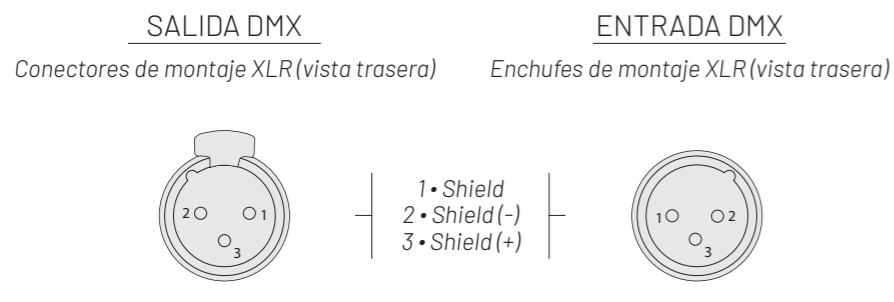 SALIDA DMX
Conectores de montaje XLR (vista trasera)
ENTRADA DMX
Enchufes de montaje XLR (vista trasera)
2 1
3
1 • Shield
2 • Shield (-)
3 • Shield (+)
1 2
3